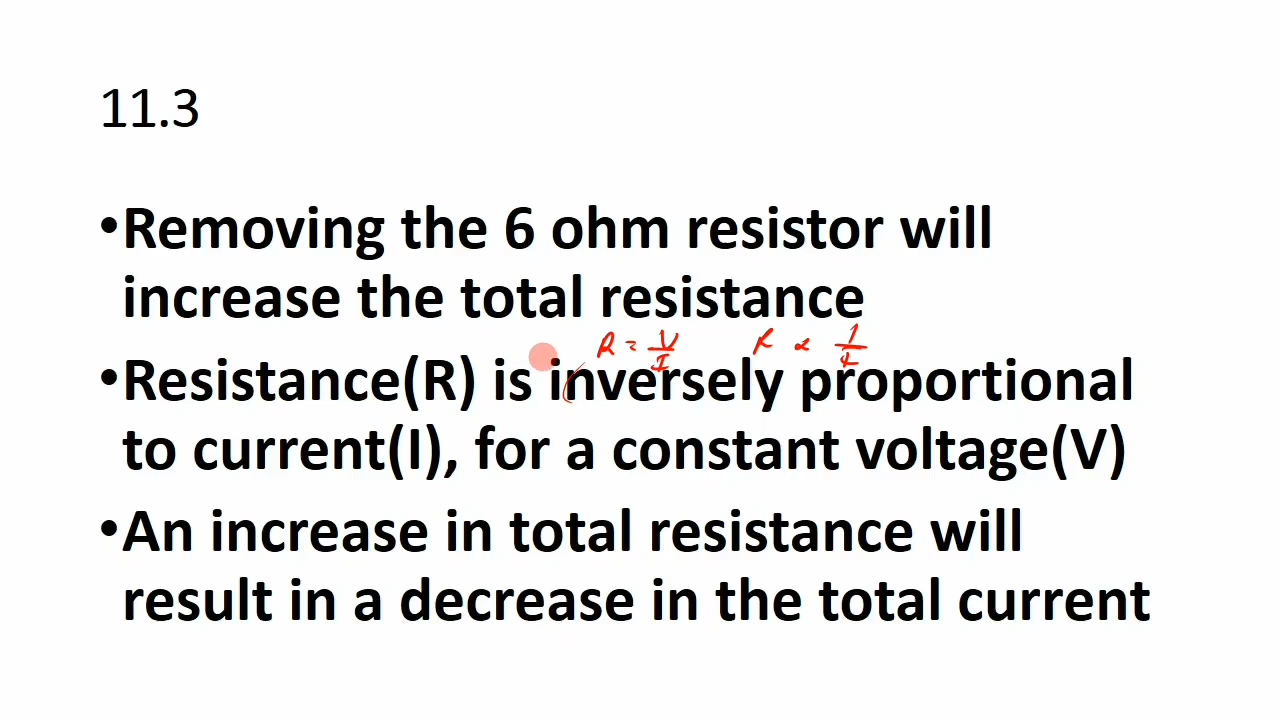 11.3
•Removing the 6 ohm resistor will
increase the total resistance
R = V/I R ∝ 1/I
•Resistance(R) is inversely proportional
to current(I), for a constant voltage(V)
•An increase in total resistance will
result in a decrease in the total current